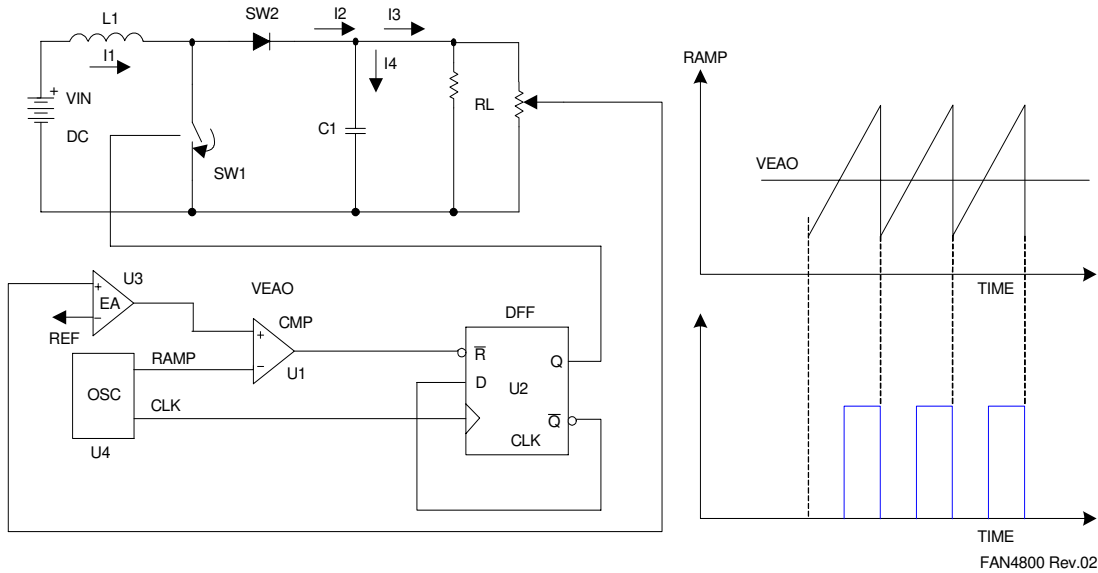 L1
SW2
I2
I3
I1
I4
+
VIN
DC
C1
RL
SW1
U3
+
EA
−
REF
VEAO
CMP
+
−
U1
RAMP
OSC
CLK
U4
DFF
R
D
Q
U2
Q
CLK
RAMP
VEAO
TIME
TIME
FAN4800 Rev.02